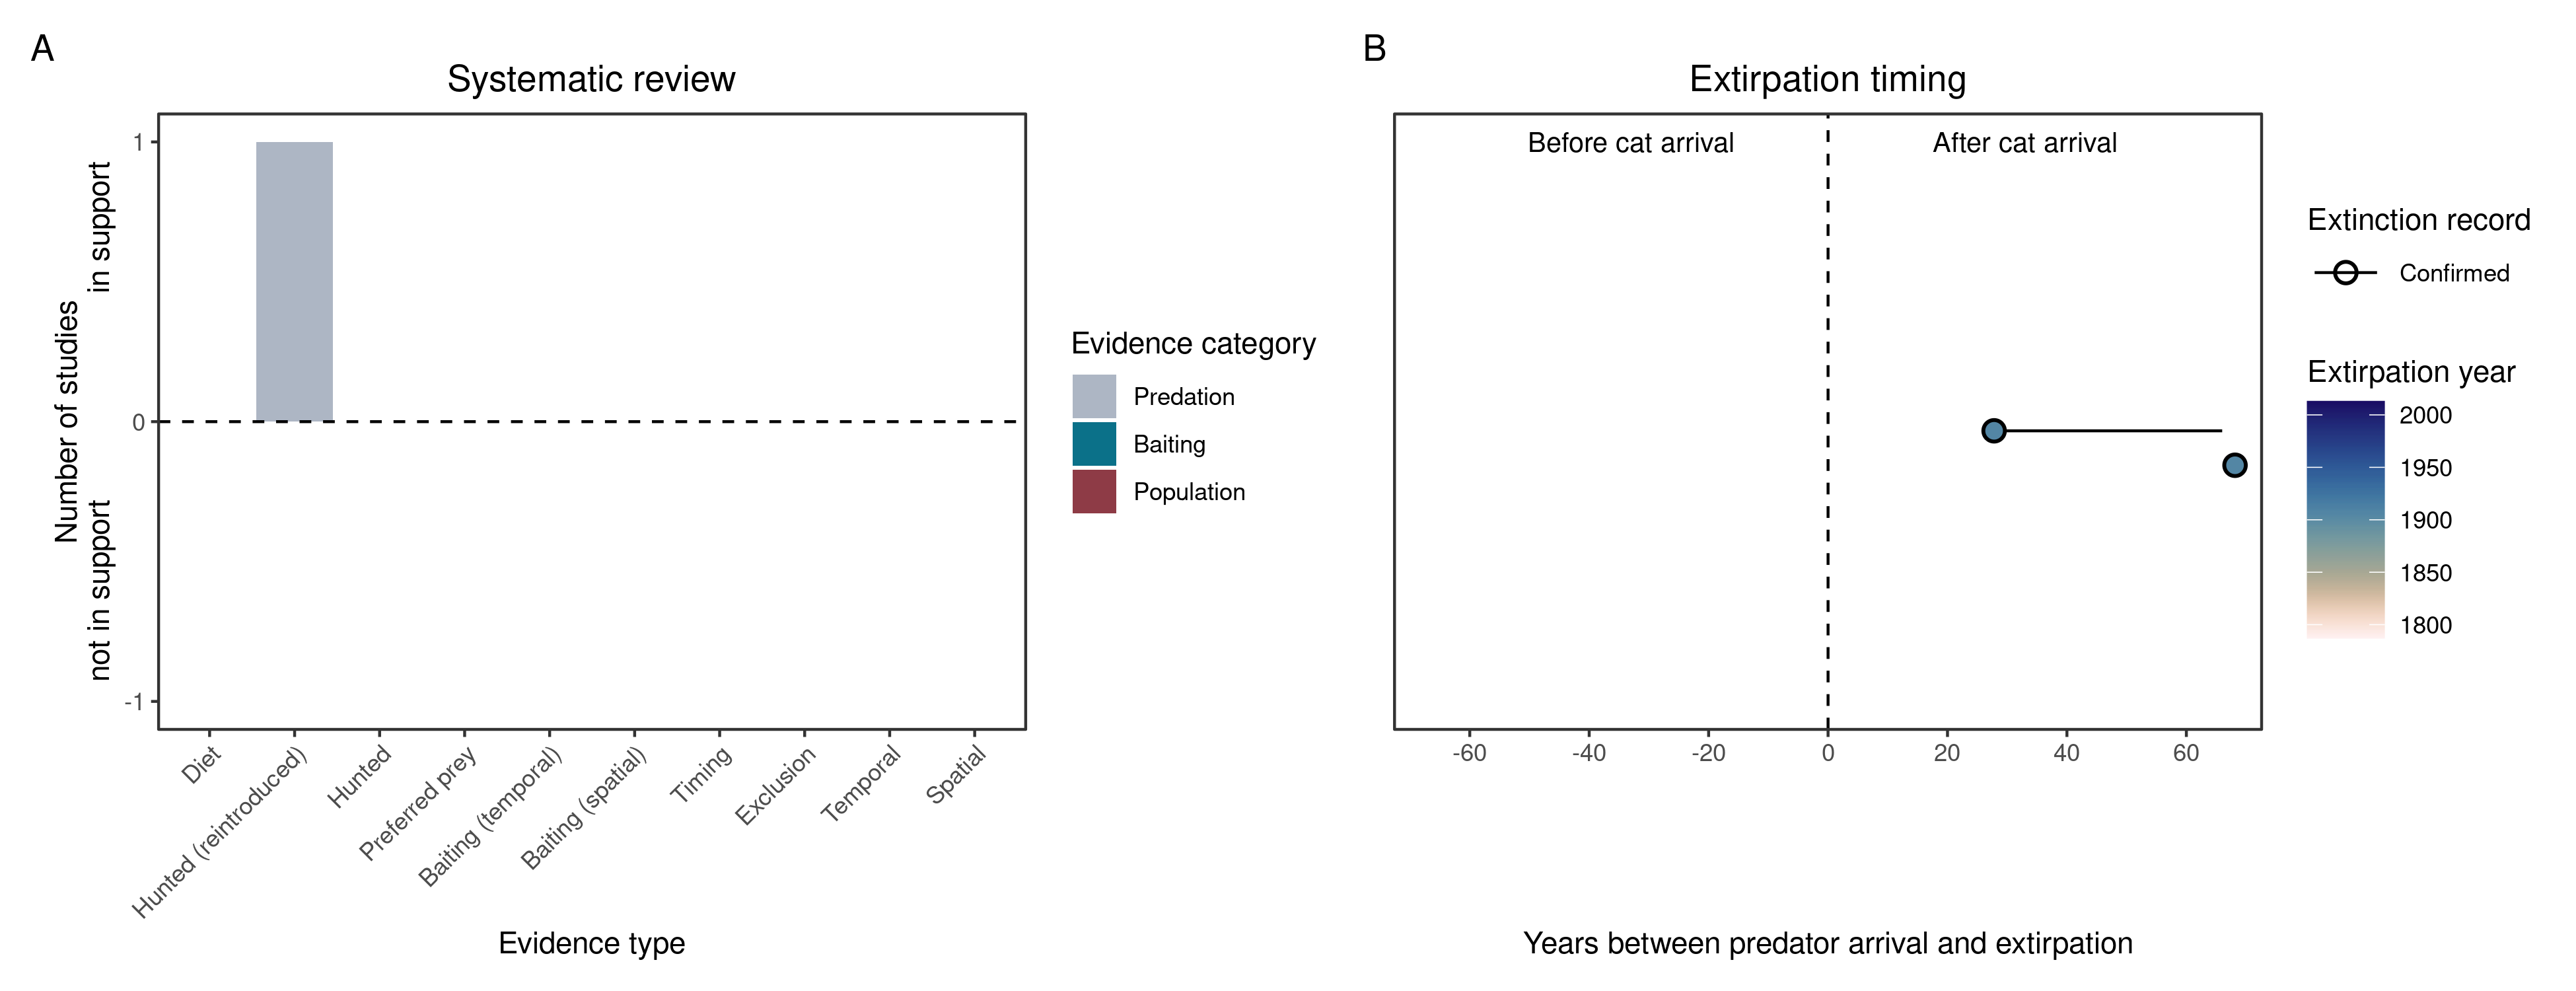 A
Systematic review
Number of studies
not in support
in support
1
0
-1
Diet
Hunted (reintroduced)
Hunted
Preferred prey
Baiting (temporal)
Baiting (spatial)
Timing
Exclusion
Temporal
Spatial
Evidence type
Evidence category
Predation
Baiting
Population
B
Extirpation timing
Before cat arrival
After cat arrival
-60
-40
-20
0
20
40
60
Years between predator arrival and extirpation
Extinction record
Confirmed
Extirpation year
2000
1950
1900
1850
1800